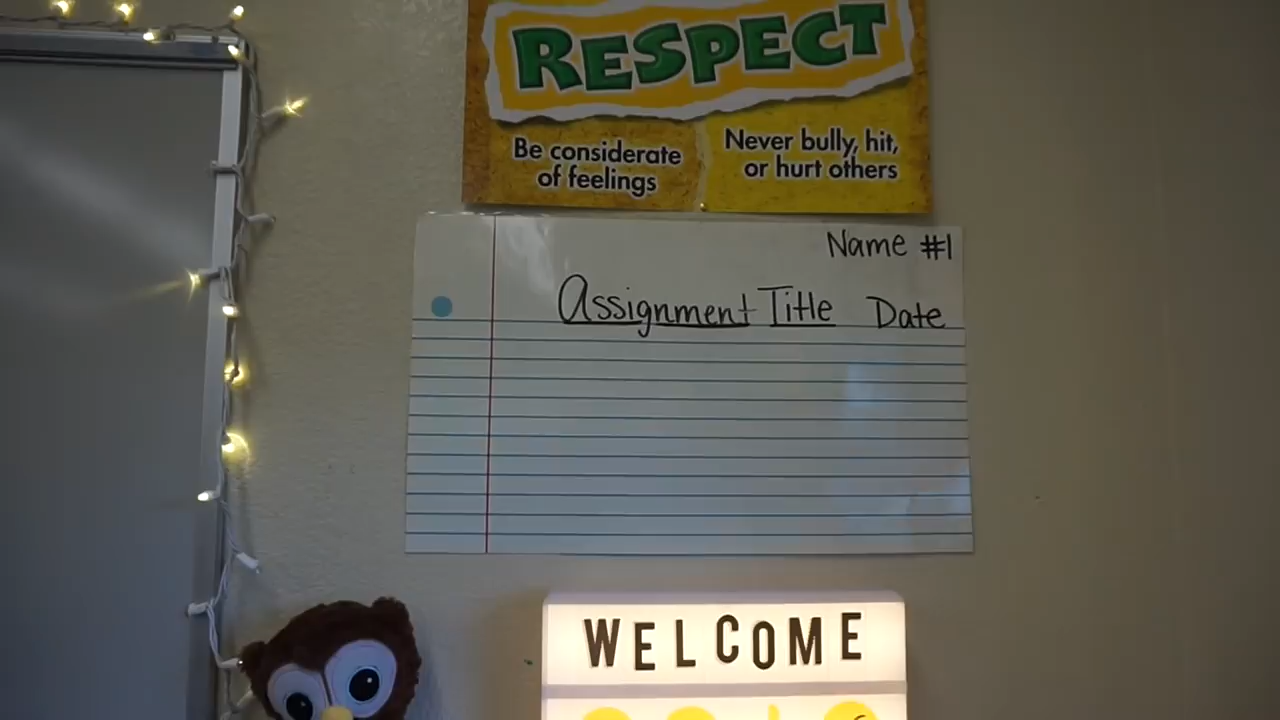 RESPECT
Be considerate
of feelings
Never bully, hit,
or hurt others
Name #1
Assignment Title Date
WELCOME